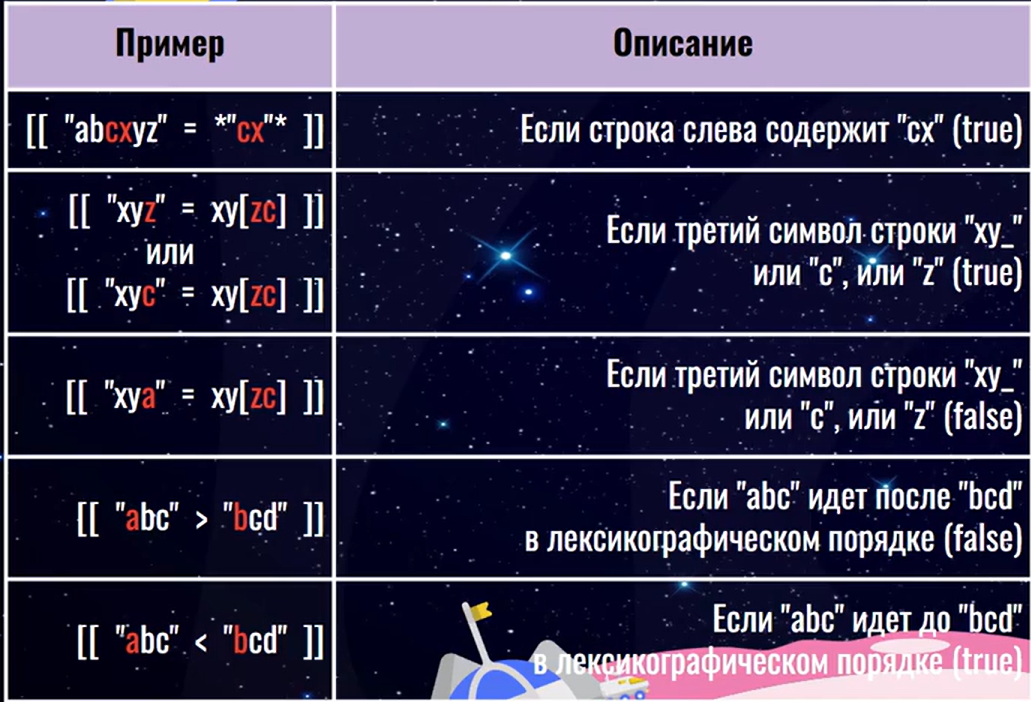 Пример
Описание
[[ "abcxyz" = *"cx"* ]]
Если строка слева содержит "cx" (true)
[[ "xyz" = xy[zc] ]]
или
[[ "xyc" = xy[zc] ]]
Если третий символ строки "xy_"
или "c", или "z" (true)
[[ "xya" = xy[zc] ]]
Если третий символ строки "xy_"
или "c", или "z" (false)
[[ "abc" > "bcd" ]]
Если "abc" идет после "bcd"
в лексикографическом порядке (false)
[[ "abc" < "bcd" ]]
Если "abc" идет до "bcd"
в лексикографическом порядке (true)